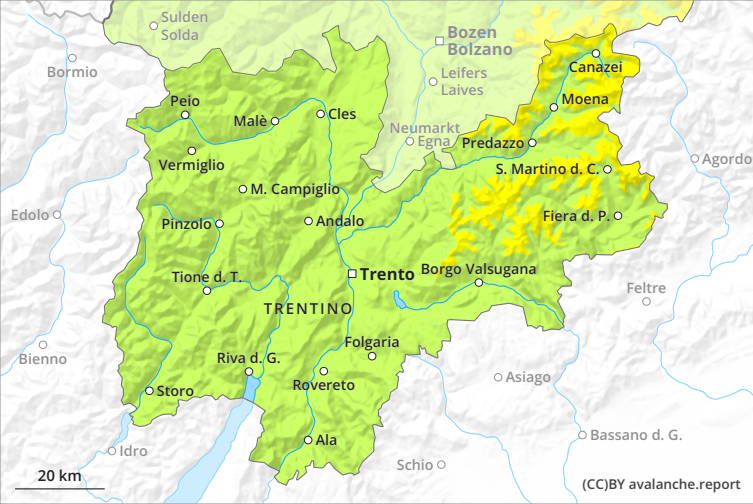 Sulden
Solda
Bozen
Bolzano
Bormio
Leifers
Laives
Canazei
Peio
Moena
Malè
Cles
Neumarkt
Egna
Predazzo
Vermiglio
Agordo
S. Martino d. C.
M. Campiglio
Edolo
Pinzolo
Andalo
Fiera d. P.
Trento
Borgo Valsugana
Tione d. T.
Feltre
TRENTINO
Bienno
Folgaria
Riva d. G.
Rovereto
Asiago
Storo
Ala
Bassano d. G.
Idro
Schio
20 km
(CC)BY avalanche.report